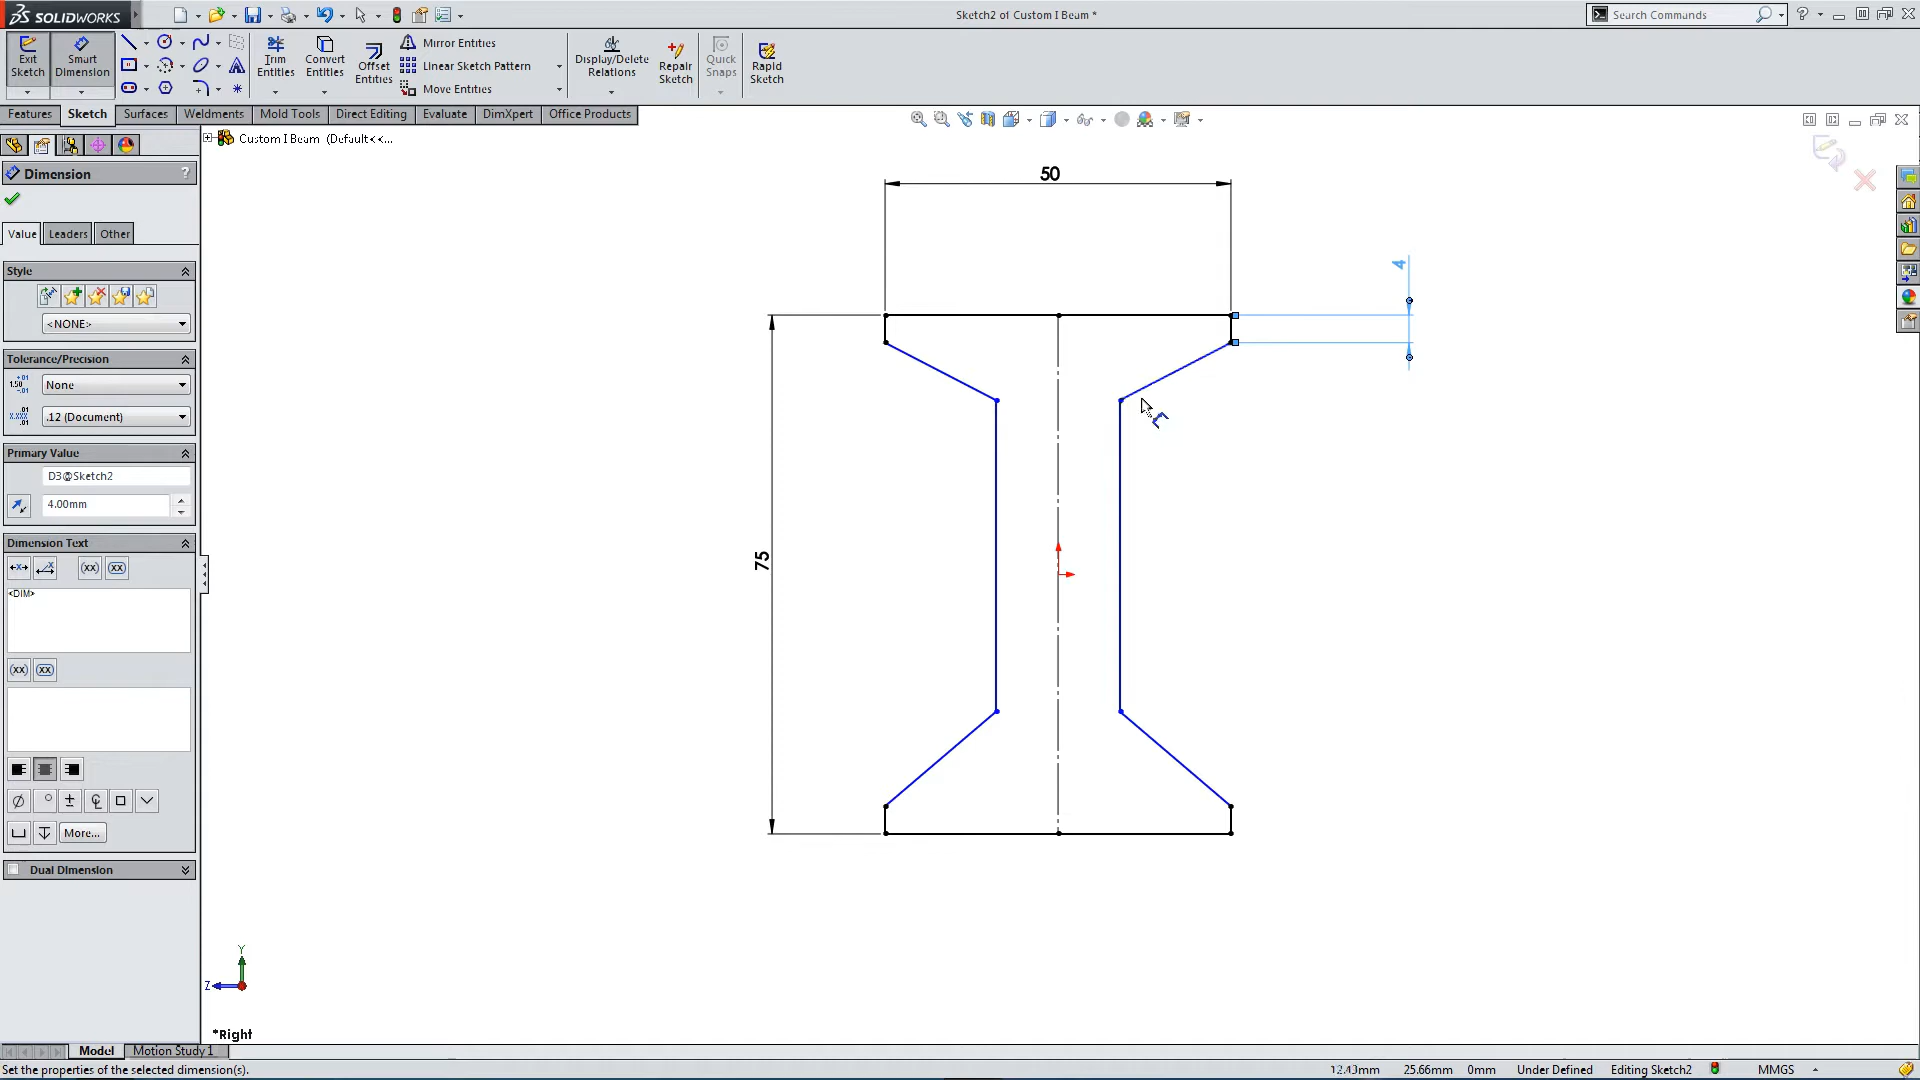 SOLIDWORKS
Sketch2 of Custom I Beam *
Search Commands
Exit Sketch
Smart Dimension
Trim Entities
Convert Entities
Offset Entities
Mirror Entities
Linear Sketch Pattern
Move Entities
Display/Delete Relations
Repair Sketch
Quick Snaps
Rapid Sketch
Features
Sketch
Surfaces
Weldments
Mold Tools
Direct Editing
Evaluate
DimXpert
Office Products
Custom I Beam (Default<<...
Dimension
?
Value
Leaders
Other
Style
<NONE>
Tolerance/Precision
None
.12 (Document)
Primary Value
D3@Sketch2
4.00mm
Dimension Text
(xx)
(xx)
<DIM>
(xx)
(xx)
More...
Dual Dimension
50
4
75
Y
Z
*Right
Model
Motion Study 1
Set the properties of the selected dimension(s).
12.43mm
25.66mm
0mm
Under Defined
Editing Sketch2
MMGS